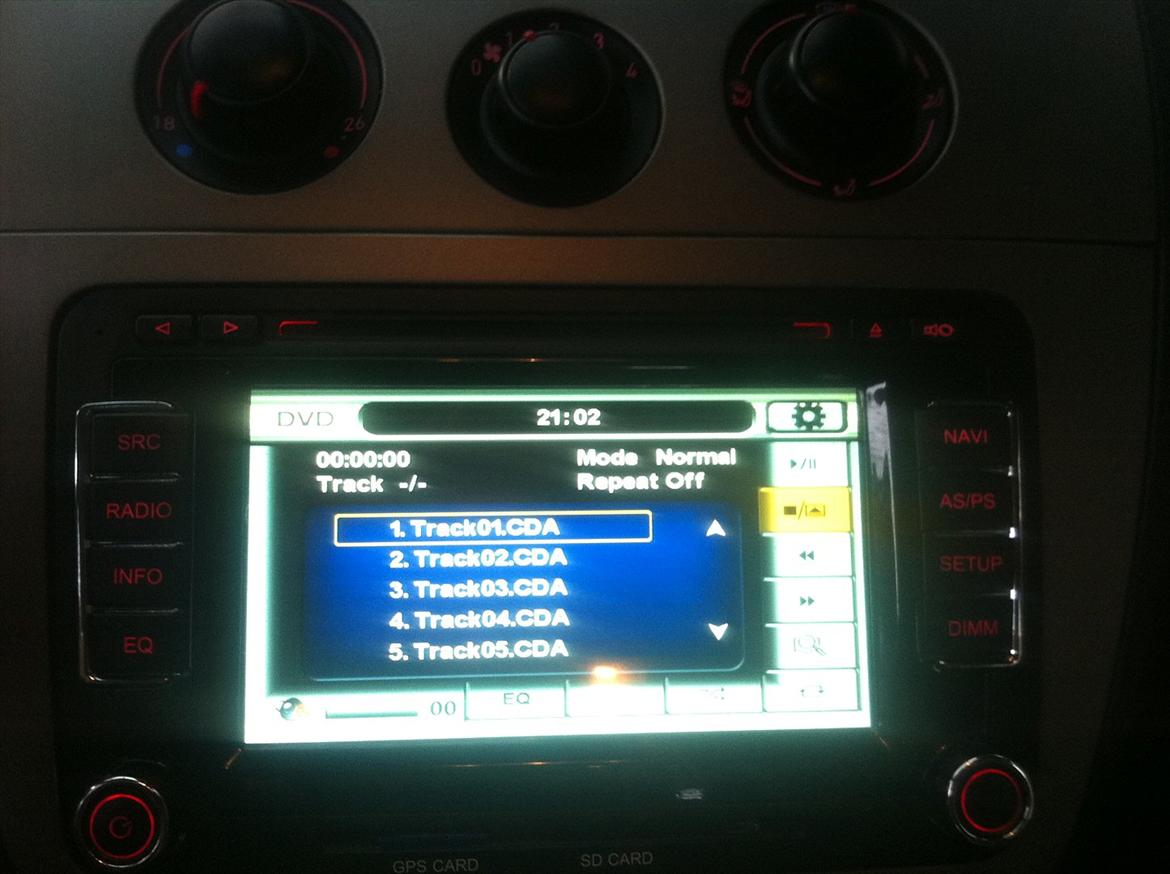 18 26
0 1 2 3 4
SRC
RADIO
INFO
EQ
DVD
21:02
00:00:00
Mode Normal
Track -/-
Repeat Off
1. Track01.CDA
2. Track02.CDA
3. Track03.CDA
4. Track04.CDA
5. Track05.CDA
00
EQ
NAVI
AS/PS
SETUP
DIMM
GPS CARD
SD CARD